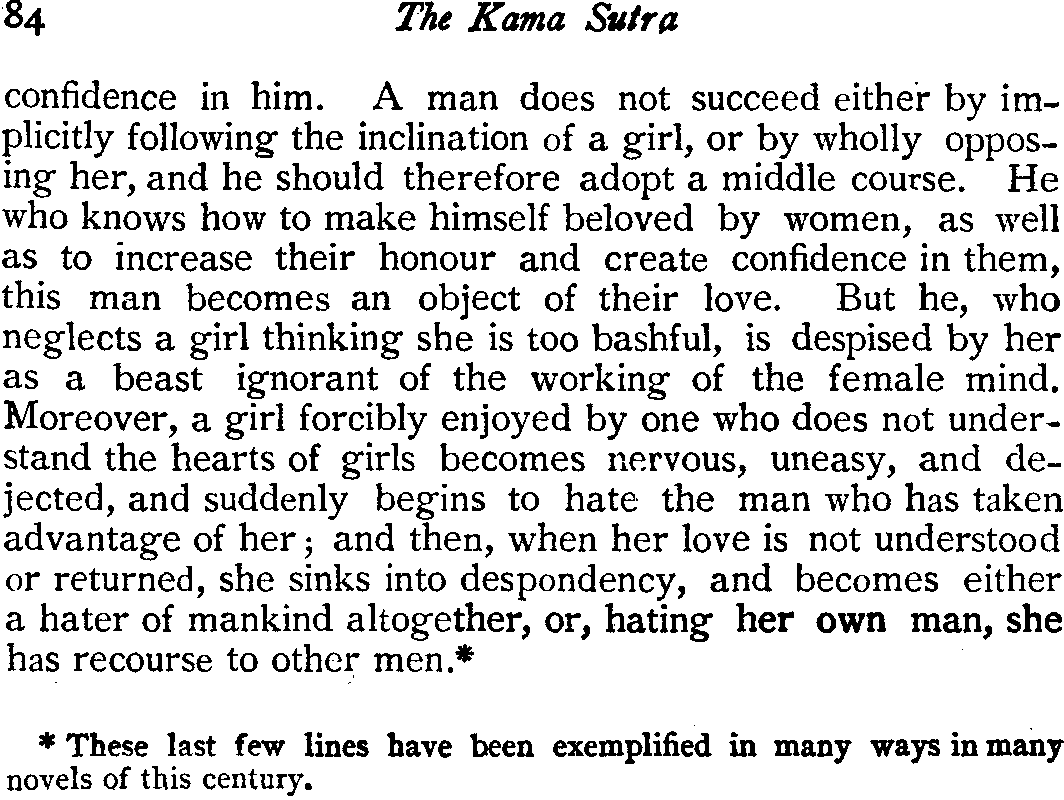 84 The Kama Sutra
confidence in him. A man does not succeed either by im-
plicitly following the inclination of a girl, or by wholly oppos-
ing her, and he should therefore adopt a middle course. He
who knows how to make himself beloved by women, as well
as to increase their honour and create confidence in them,
this man becomes an object of their love. But he, who
neglects a girl thinking she is too bashful, is despised by her
as a beast ignorant of the working of the female mind.
Moreover, a girl forcibly enjoyed by one who does not under-
stand the hearts of girls becomes nervous, uneasy, and de-
jected, and suddenly begins to hate the man who has taken
advantage of her; and then, when her love is not understood
or returned, she sinks into despondency, and becomes either
a hater of mankind altogether, or, hating her own man, she
has recourse to other men.*
* These last few lines have been exemplified in many ways in many
novels of this century.